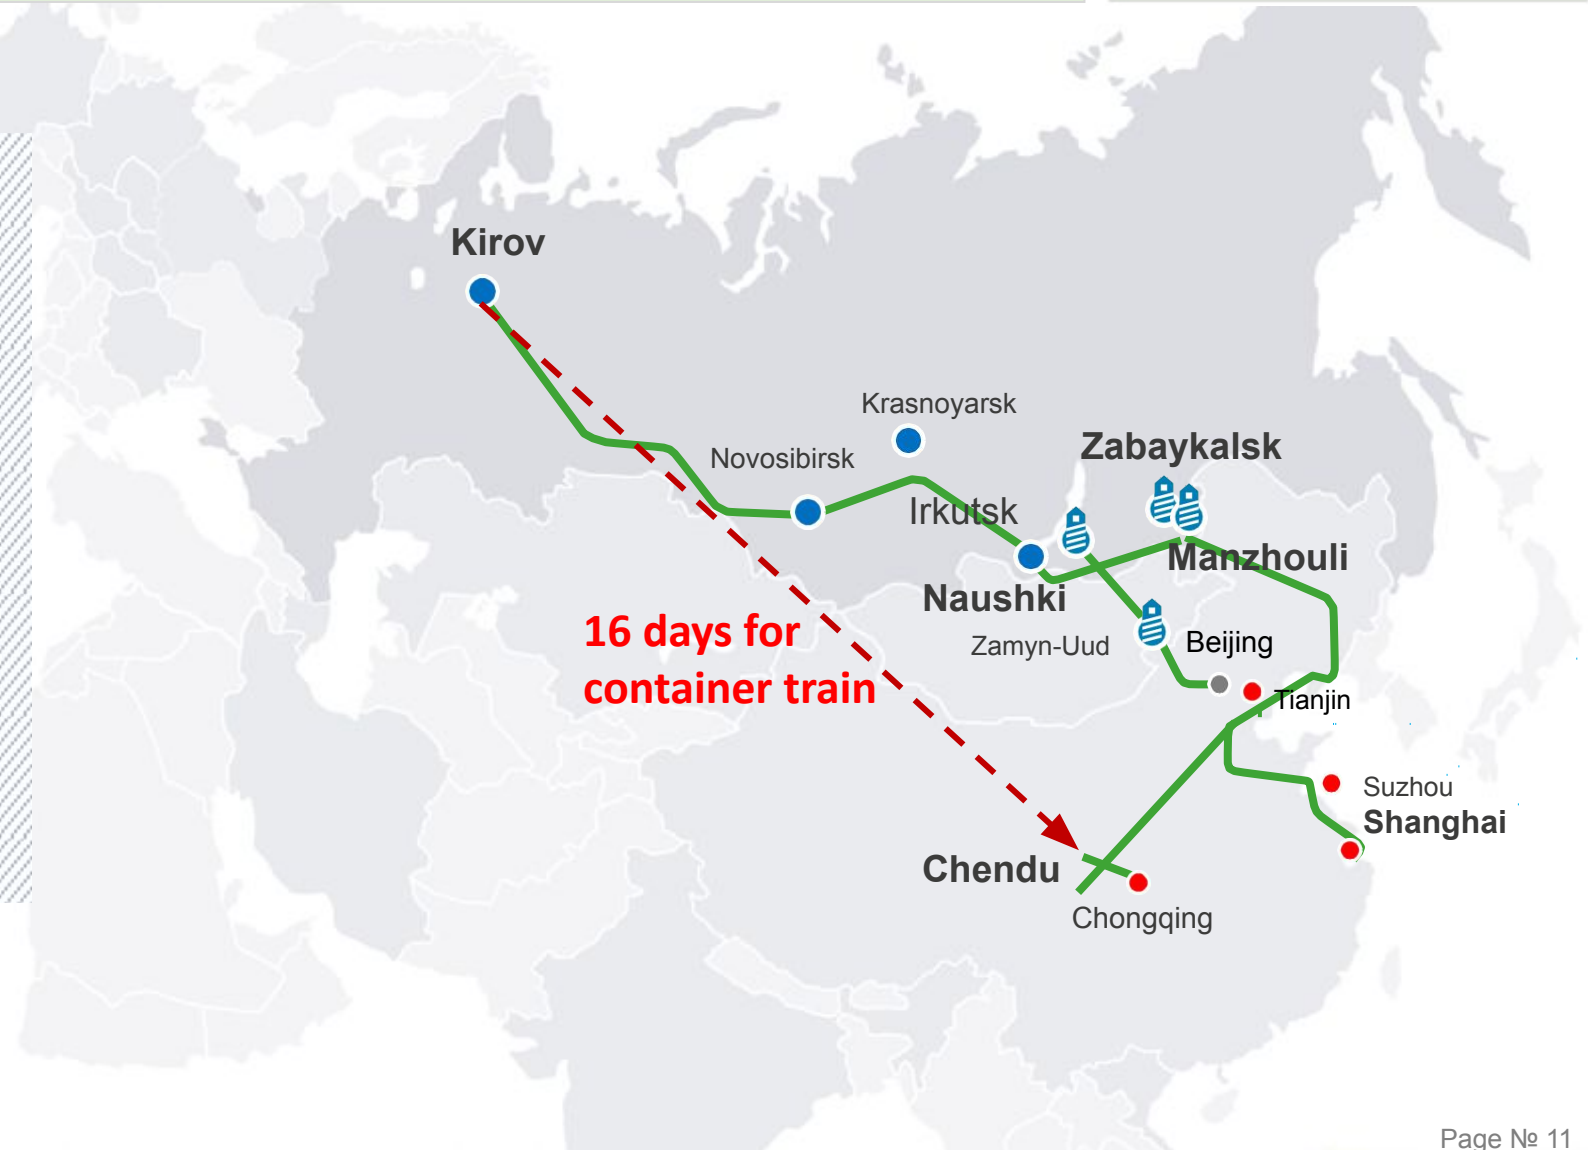 Kirov
Krasnoyarsk
Zabaykalsk
Novosibirsk
Irkutsk
Manzhouli
Naushki
16 days for
container train
Zamyn-Uud
Beijing
Tianjin
Suzhou
Shanghai
Chendu
Chongqing
Page № 11